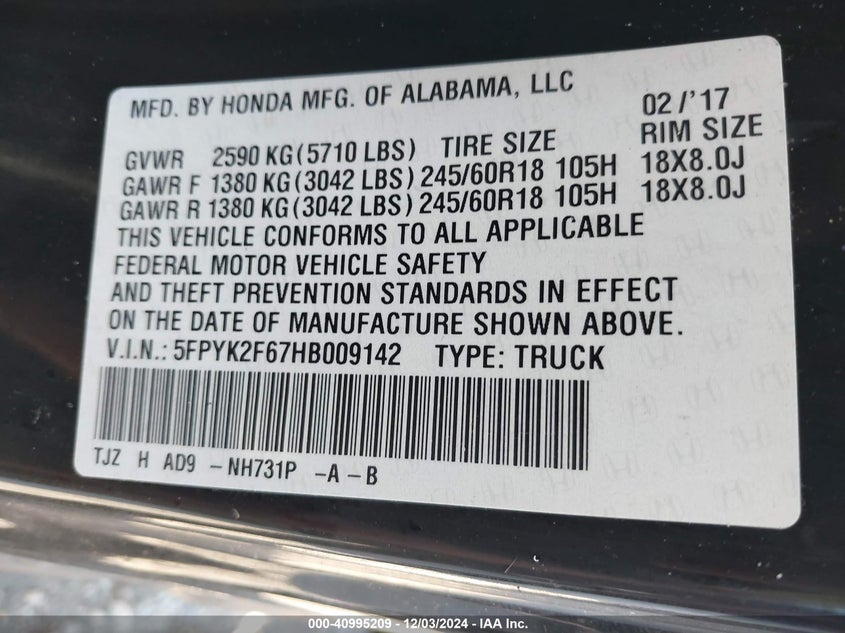 MFD. BY HONDA MFG. OF ALABAMA, LLC 02/'17
GVWR 2590 KG(5710 LBS) TIRE SIZE RIM SIZE
GAWR F 1380 KG(3042 LBS) 245/60R18 105H 18X8.0J
GAWR R 1380 KG(3042 LBS) 245/60R18 105H 18X8.0J
THIS VEHICLE CONFORMS TO ALL APPLICABLE
FEDERAL MOTOR VEHICLE SAFETY
AND THEFT PREVENTION STANDARDS IN EFFECT
ON THE DATE OF MANUFACTURE SHOWN ABOVE.
V.I.N.: 5FPYK2F67HB009142 TYPE: TRUCK
TJZ H AD9 -NH731P -A-B
000-40995209 - 12/03/2024 - IAA Inc.